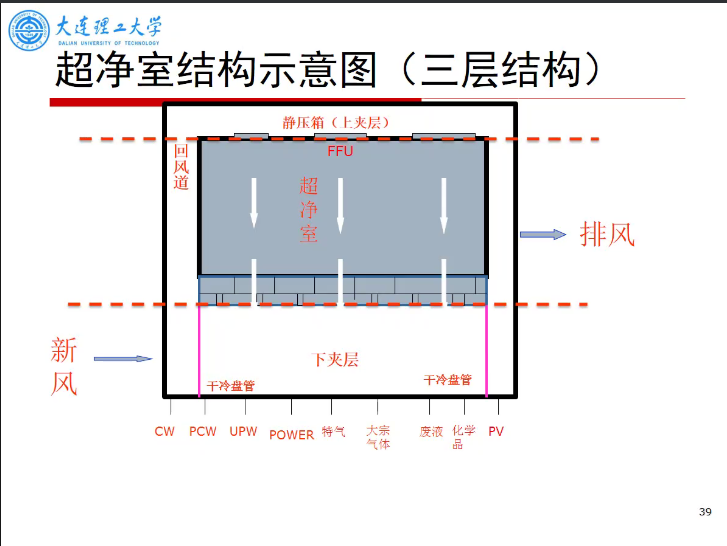 大连理工大学
DALIAN UNIVERSITY OF TECHNOLOGY
超净室结构示意图（三层结构）
静压箱（上夹层）
回风道
FFU
超净室
排风
新风
下夹层
干冷盘管
干冷盘管
CW
PCW
UPW
POWER
特气
大宗
气体
废液
化学
品
PV
39